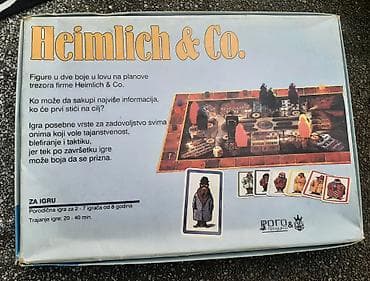 Heimlich & Co.
Figure u dve boje u lovu na planove
trezora firme Heimlich & Co.
Ko može da sakupi najviše informacija,
ko će prvi stići na cilj?
Igra posebne vrste za zadovoljstvo svima
onima koji vole tajanstvenost,
blefiranje i taktiku,
jer tek po završetku igre
može boja da se prizna.
ZA IGRU
Porodična igra za 2 - 7 igrača od 8 godina
Trajanje igre: 20 - 40 min.